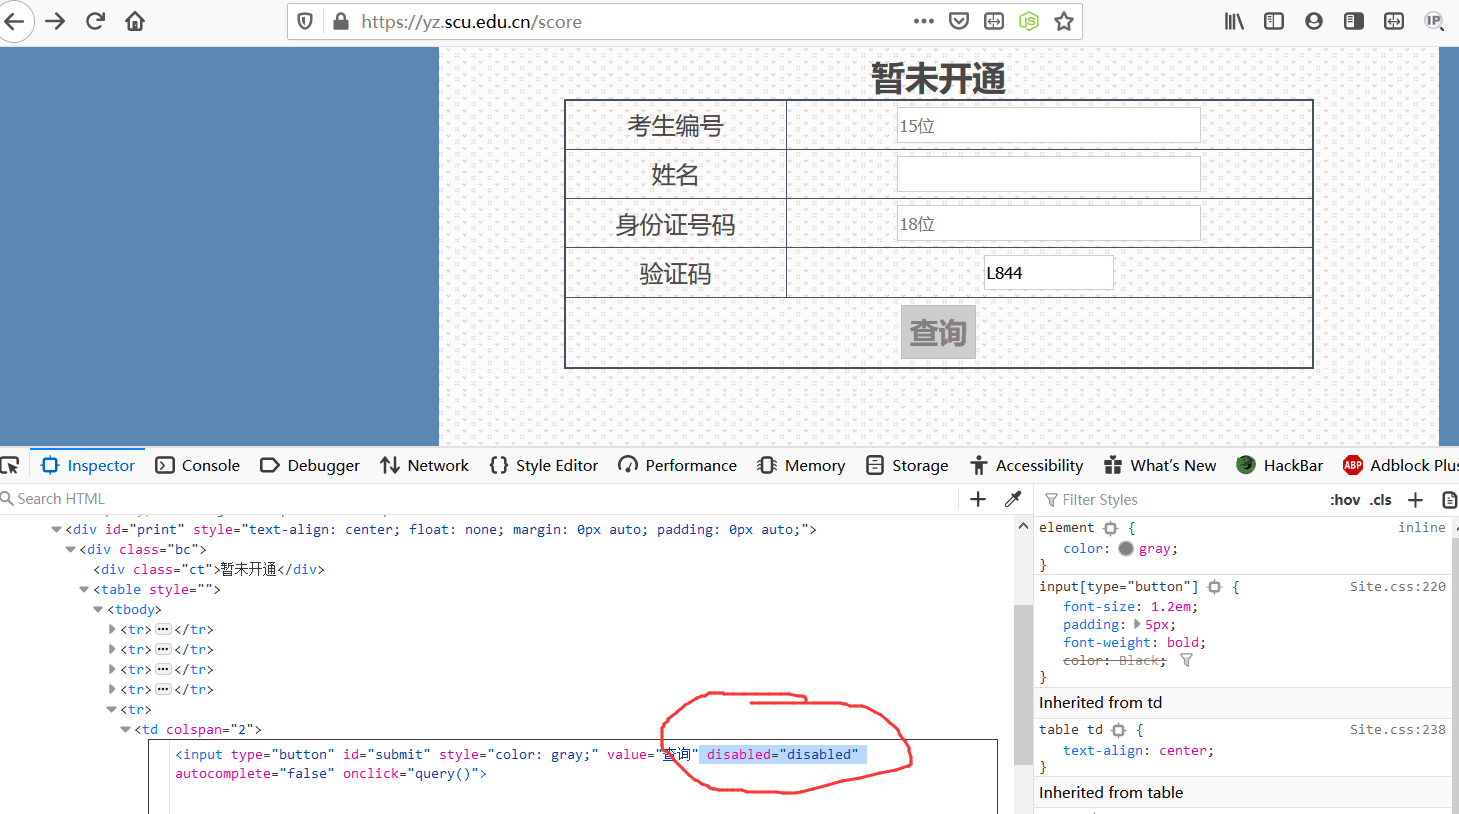 https://yz.scu.edu.cn/score
IP
暂未开通
考生编号 15位
姓名
身份证号码 18位
验证码 L844
查询
Inspector Console Debugger Network Style Editor Performance Memory Storage Accessibility What's New HackBar ABP Adblock Plus
Search HTML
Filter Styles :hov .cls
<div id="print" style="text-align: center; float: none; margin: 0px auto; padding: 0px auto;">
<div class="bc">
<div class="ct">暂未开通</div>
<table style="">
<tbody>
<tr>…</tr>
<tr>…</tr>
<tr>…</tr>
<tr>…</tr>
<tr>
<td colspan="2">
<input type="button" id="submit" style="color: gray;" value="查询" disabled="disabled"
autocomplete="false" onclick="query()">
element { inline
color: gray;
}
input[type="button"] { Site.css:220
font-size: 1.2em;
padding: 5px;
font-weight: bold;
color: Black;
}
Inherited from td
table td { Site.css:238
text-align: center;
}
Inherited from table